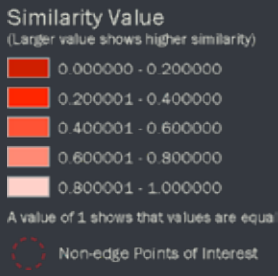 Similarity Value
(Larger value shows higher similarity)
0.000000 - 0.200000
0.200001 - 0.400000
0.400001 - 0.600000
0.600001 - 0.800000
0.800001 - 1.000000
A value of 1 shows that values are equa
Non-edge Points of Interest